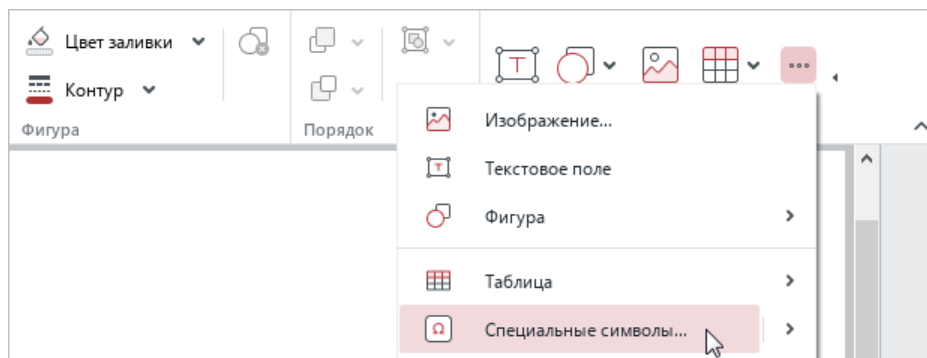 Цвет заливки
Контур
Фигура
Порядок
Изображение...
Текстовое поле
Фигура
Таблица
Специальные символы...